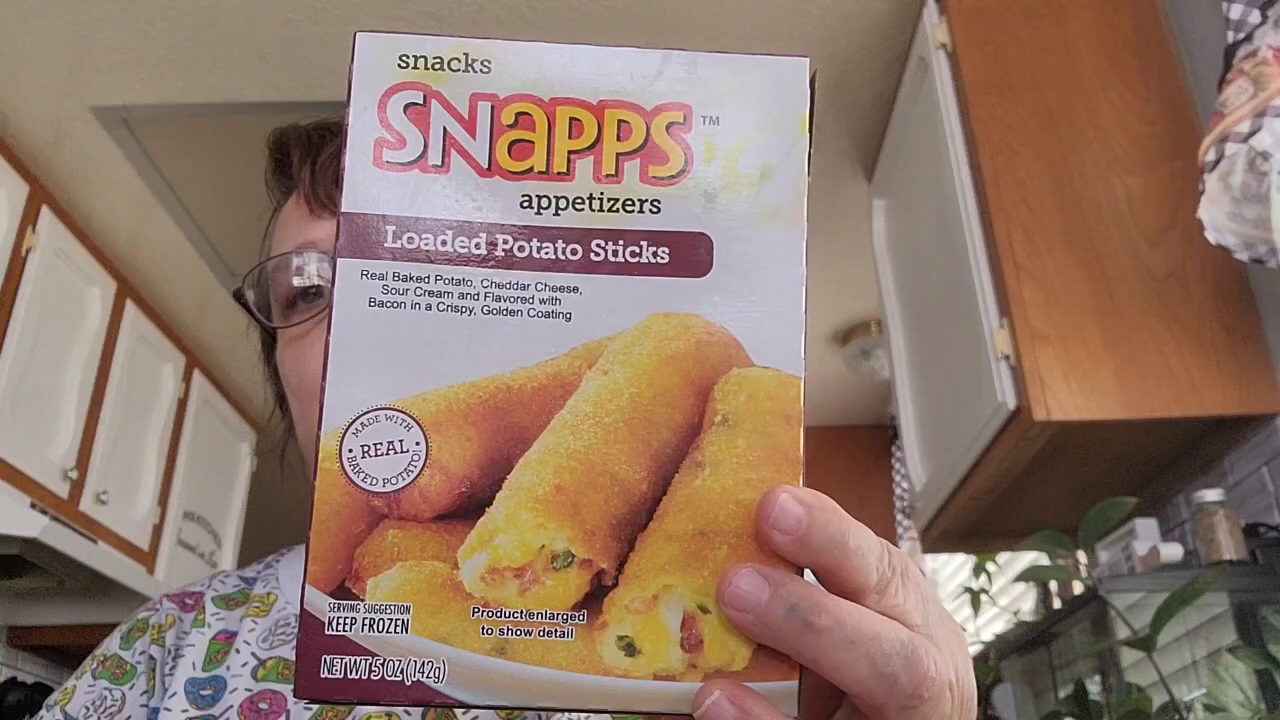 snacks
SNAPPS™
appetizers
Loaded Potato Sticks
Real Baked Potato, Cheddar Cheese,
Sour Cream and Flavored with
Bacon in a Crispy, Golden Coating
MADE WITH
REAL
BAKED POTATO!
SERVING SUGGESTION
KEEP FROZEN
Product enlarged
to show detail
NET WT 5 OZ (142g)